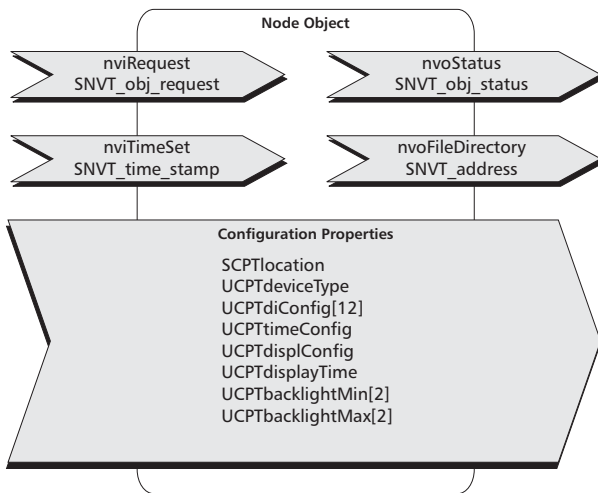 Node Object
nviRequest
SNVT_obj_request
nvoStatus
SNVT_obj_status
nviTimeSet
SNVT_time_stamp
nvoFileDirectory
SNVT_address
Configuration Properties
SCPTlocation
UCPTdeviceType
UCPTdiConfig[12]
UCPTtimeConfig
UCPTdisplConfig
UCPTdisplayTime
UCPTbacklightMin[2]
UCPTbacklightMax[2]